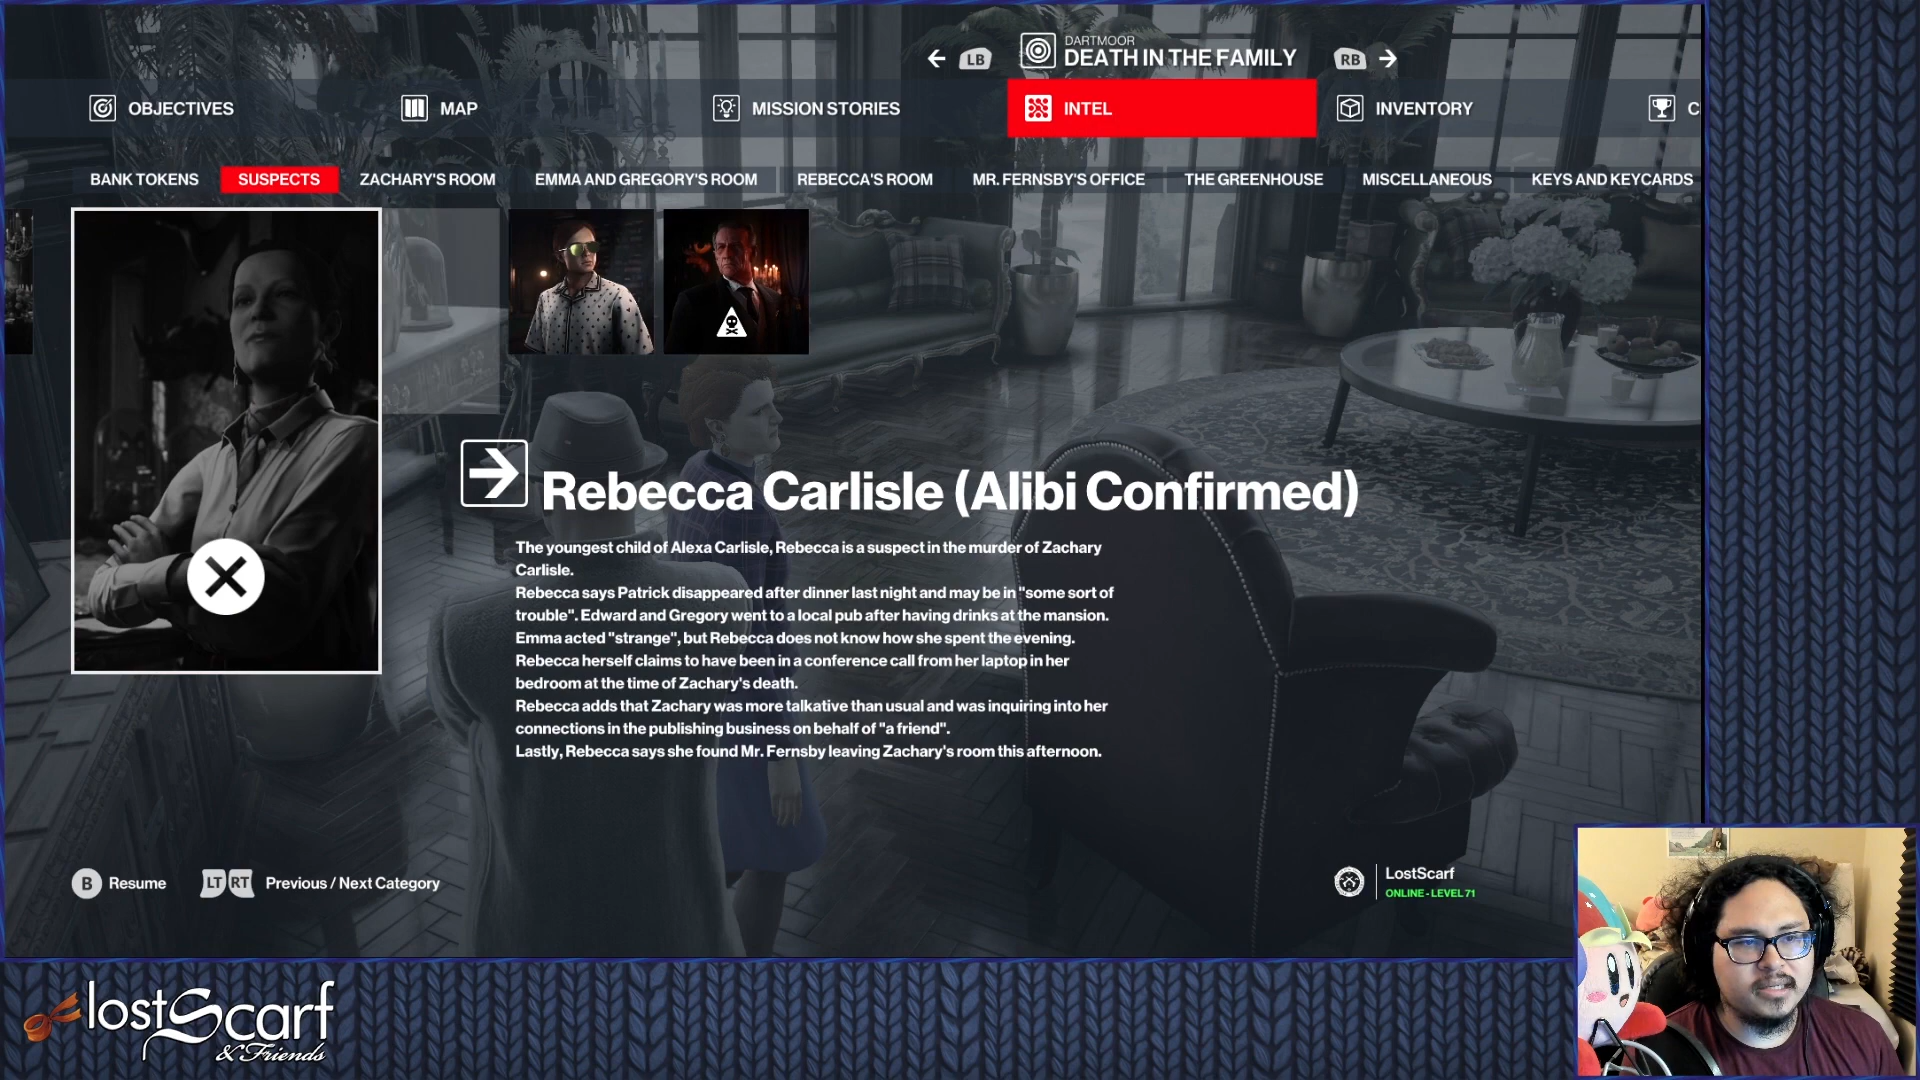 DARTMOOR
LB DEATH IN THE FAMILY RB
OBJECTIVES MAP MISSION STORIES INTEL INVENTORY C
BANK TOKENS SUSPECTS ZACHARY'S ROOM EMMA AND GREGORY'S ROOM REBECCA'S ROOM MR. FERNSBY'S OFFICE THE GREENHOUSE MISCELLANEOUS KEYS AND KEYCARDS
Rebecca Carlisle (Alibi Confirmed)
The youngest child of Alexa Carlisle, Rebecca is a suspect in the murder of Zachary
Carlisle.
Rebecca says Patrick disappeared after dinner last night and may be in "some sort of
trouble". Edward and Gregory went to a local pub after having drinks at the mansion.
Emma acted "strange", but Rebecca does not know how she spent the evening.
Rebecca herself claims to have been in a conference call from her laptop in her
bedroom at the time of Zachary's death.
Rebecca adds that Zachary was more talkative than usual and was inquiring into her
connections in the publishing business on behalf of "a friend".
Lastly, Rebecca says she found Mr. Fernsby leaving Zachary's room this afternoon.
B Resume LT RT Previous / Next Category
LostScarf
ONLINE - LEVEL 71
lostScarf
& Friends